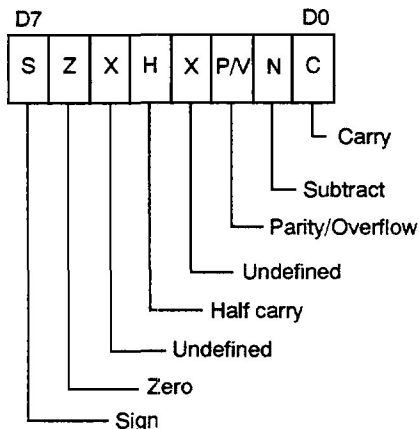 D7 D0
S Z X H X P/V N C
Carry
Subtract
Parity/Overflow
Undefined
Half carry
Undefined
Zero
Sign